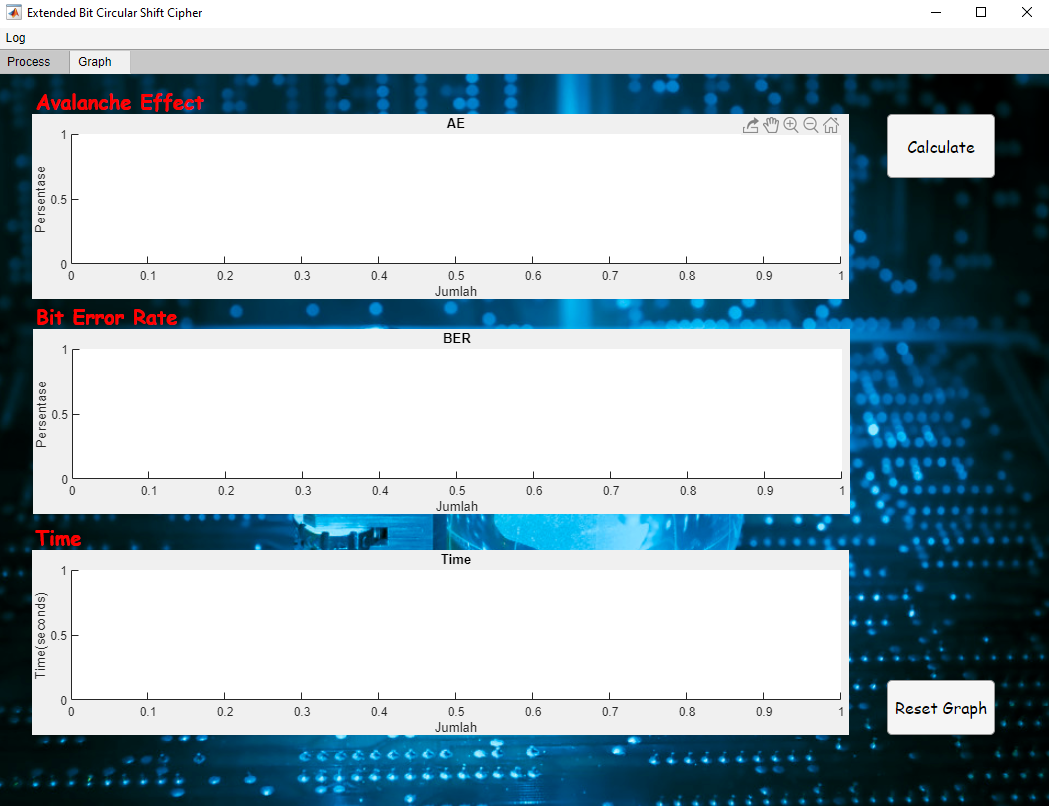 Extended Bit Circular Shift Cipher
Log
Process Graph
Avalanche Effect
AE
1
0.5
0
Persentase
0 0.1 0.2 0.3 0.4 0.5 0.6 0.7 0.8 0.9 1
Jumlah
Calculate
Bit Error Rate
BER
1
0.5
0
Persentase
0 0.1 0.2 0.3 0.4 0.5 0.6 0.7 0.8 0.9 1
Jumlah
Time
Time
1
0.5
0
Time(seconds)
0 0.1 0.2 0.3 0.4 0.5 0.6 0.7 0.8 0.9 1
Jumlah
Reset Graph